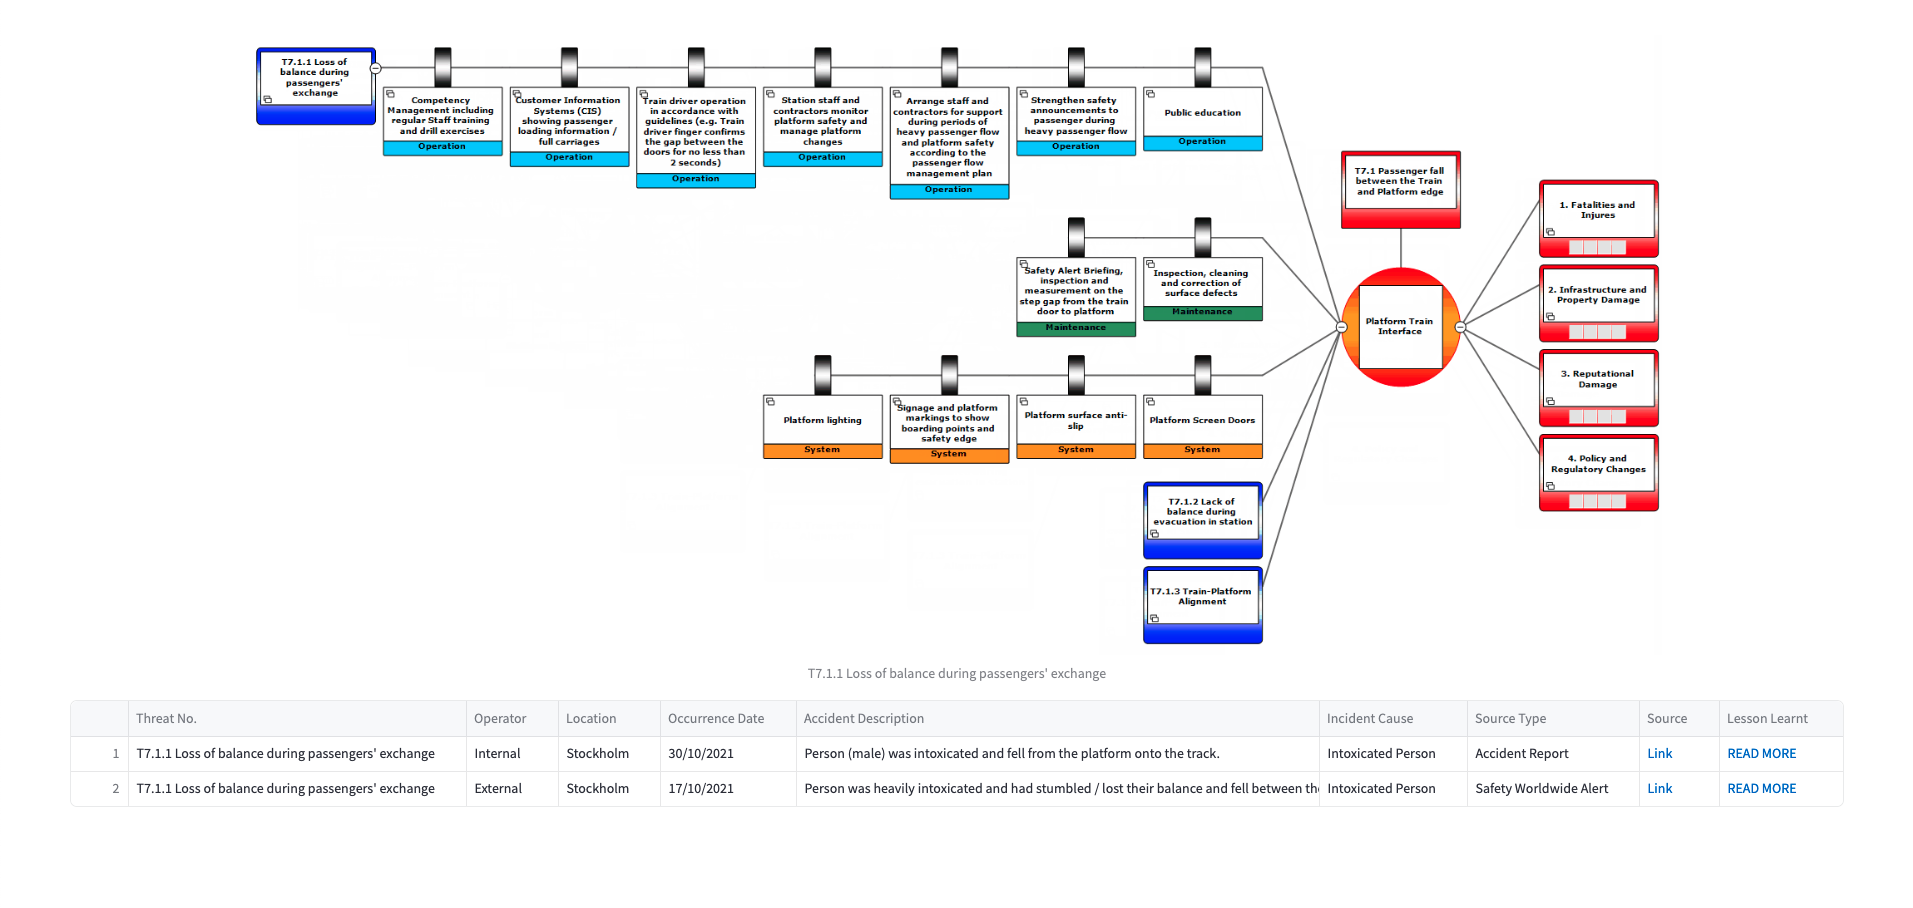 T7.1.1 Loss of
balance during
passengers'
exchange
Competency
Management including
regular Staff training
and drill exercises
Operation
Customer Information
Systems (CIS)
showing passenger
loading information /
full carriages
Operation
Train driver operation
in accordance with
guidelines (e.g. Train
driver finger confirms
the gap between the
doors for no less than
2 seconds)
Operation
Station staff and
contractors monitor
platform safety and
manage platform
changes
Operation
Arrange staff and
contractors for support
during periods of
heavy passenger flow
and platform safety
according to the
passenger flow
management plan
Operation
Strengthen safety
announcements to
passenger during
heavy passenger flow
Operation
Public education
Operation
Safety Alert Briefing,
inspection and
measurement on the
step gap from the train
door to platform
Maintenance
Inspection, cleaning
and correction of
surface defects
Maintenance
Platform lighting
System
Signage and platform
markings to show
boarding points and
safety edge
System
Platform surface anti-
slip
System
Platform Screen Doors
System
T7.1.2 Lack of
balance during
evacuation in station
T7.1.3 Train-Platform
Alignment
T7.1 Passenger fall
between the Train
and Platform edge
Platform Train
Interface
1. Fatalities and
Injures
2. Infrastructure and
Property Damage
3. Reputational
Damage
4. Policy and
Regulatory Changes
T7.1.1 Loss of balance during passengers' exchange
Threat No. Operator Location Occurrence Date Accident Description Incident Cause Source Type Source Lesson Learnt
1 T7.1.1 Loss of balance during passengers' exchange Internal Stockholm 30/10/2021 Person (male) was intoxicated and fell from the platform onto the track. Intoxicated Person Accident Report Link READ MORE
2 T7.1.1 Loss of balance during passengers' exchange External Stockholm 17/10/2021 Person was heavily intoxicated and had stumbled / lost their balance and fell between the Intoxicated Person Safety Worldwide Alert Link READ MORE